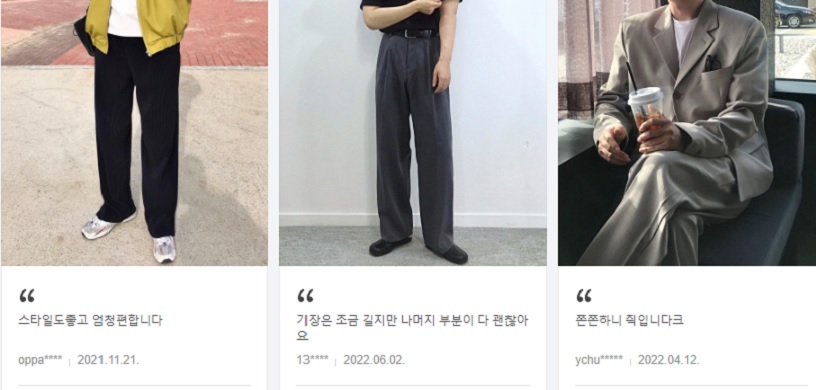 “
스타일도좋고 엄청편합니다
oppa**** | 2021.11.21.
“
기장은 조금 길지만 나머지 부분이 다 괜찮아
요
13**** | 2022.06.02.
“
쫀쫀하니 줙입니다크
ychu***** | 2022.04.12.